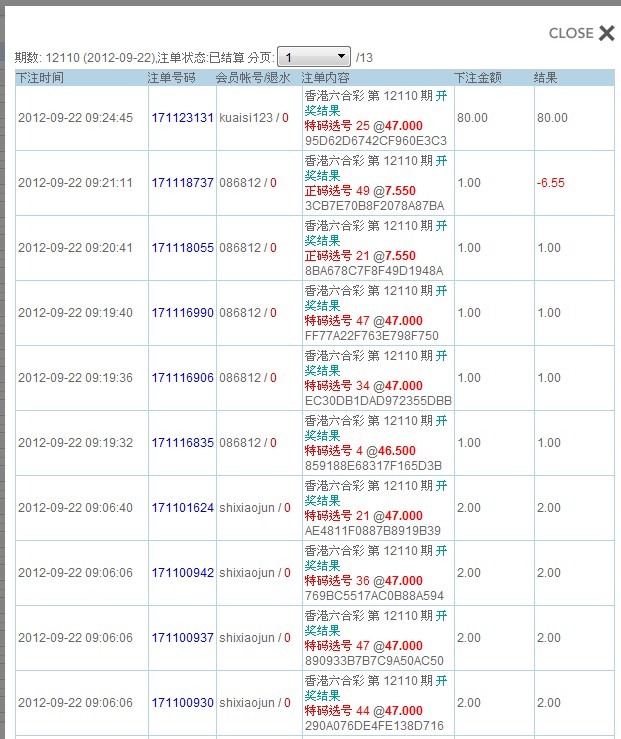 CLOSE
期数: 12110 (2012-09-22),注单状态:已结算 分页: 1 /13
下注时间 注单号码 会员帐号/退水 注单内容 下注金额 结果
香港六合彩 第 12110 期 开
奖结果
2012-09-22 09:24:45 171123131 kuaisi123 / 0 特码选号 25 @47.000 80.00 80.00
95D62D6742CF960E3C3
香港六合彩 第 12110 期 开
奖结果
2012-09-22 09:21:11 171118737 086812 / 0 正码选号 49 @7.550 1.00 -6.55
3CB7E70B8F2078A87BA
香港六合彩 第 12110 期 开
奖结果
2012-09-22 09:20:41 171118055 086812 / 0 正码选号 21 @7.550 1.00 1.00
8BA678C7F8F49D1948A
香港六合彩 第 12110 期 开
奖结果
2012-09-22 09:19:40 171116990 086812 / 0 特码选号 47 @47.000 1.00 1.00
FF77A22F763E798F750
香港六合彩 第 12110 期 开
奖结果
2012-09-22 09:19:36 171116906 086812 / 0 特码选号 34 @47.000 1.00 1.00
EC30DB1DAD972355DBB
香港六合彩 第 12110 期 开
奖结果
2012-09-22 09:19:32 171116835 086812 / 0 特码选号 4 @46.500 1.00 1.00
859188E68317F165D3B
香港六合彩 第 12110 期 开
奖结果
2012-09-22 09:06:40 171101624 shixiaojun / 0 特码选号 21 @47.000 2.00 2.00
AE4811F0887B8919B39
香港六合彩 第 12110 期 开
奖结果
2012-09-22 09:06:06 171100942 shixiaojun / 0 特码选号 36 @47.000 2.00 2.00
769BC5517AC0B88A594
香港六合彩 第 12110 期 开
奖结果
2012-09-22 09:06:06 171100937 shixiaojun / 0 特码选号 47 @47.000 2.00 2.00
890933B7B7C9A50AC50
香港六合彩 第 12110 期 开
奖结果
2012-09-22 09:06:06 171100930 shixiaojun / 0 特码选号 44 @47.000 2.00 2.00
290A076DE4FE138D716